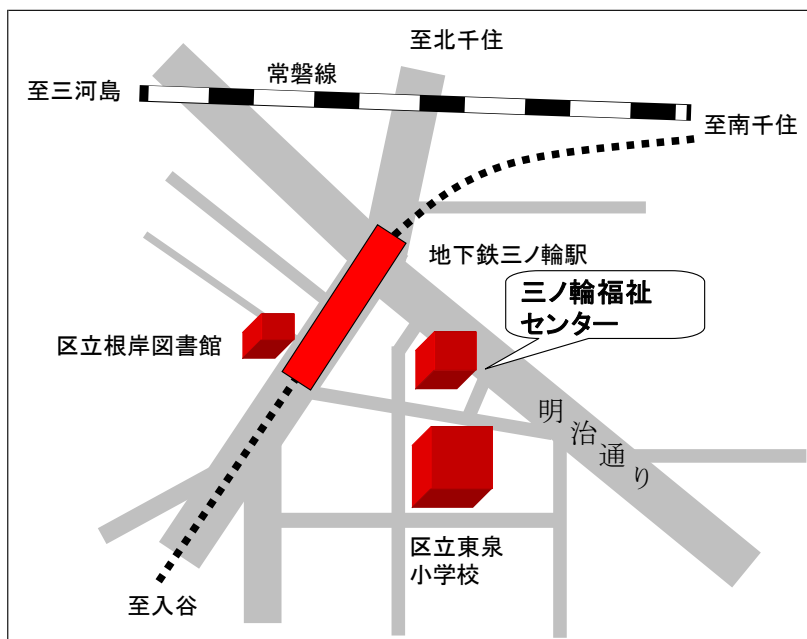 至北千住
常磐線
至三河島
至南千住
地下鉄三ノ輪駅
三ノ輪福祉
センター
区立根岸図書館
明治通り
区立東泉
小学校
至入谷